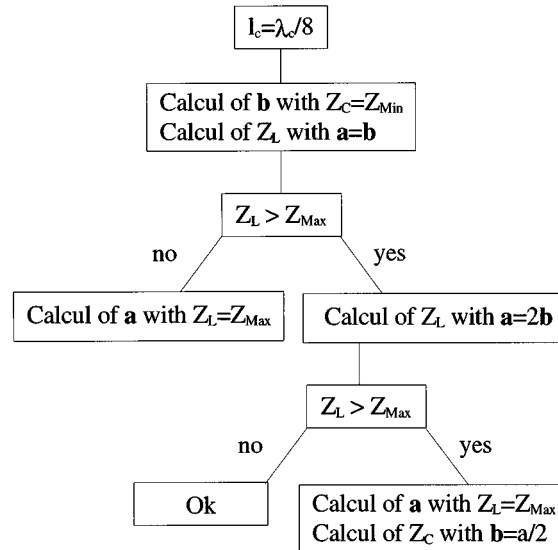 l_c=λ_c/8
Calcul of b with Z_C=Z_Min
Calcul of Z_L with a=b
Z_L > Z_Max
no
yes
Calcul of a with Z_L=Z_Max
Calcul of Z_L with a=2b
Z_L > Z_Max
no
yes
Ok
Calcul of a with Z_L=Z_Max
Calcul of Z_C with b=a/2